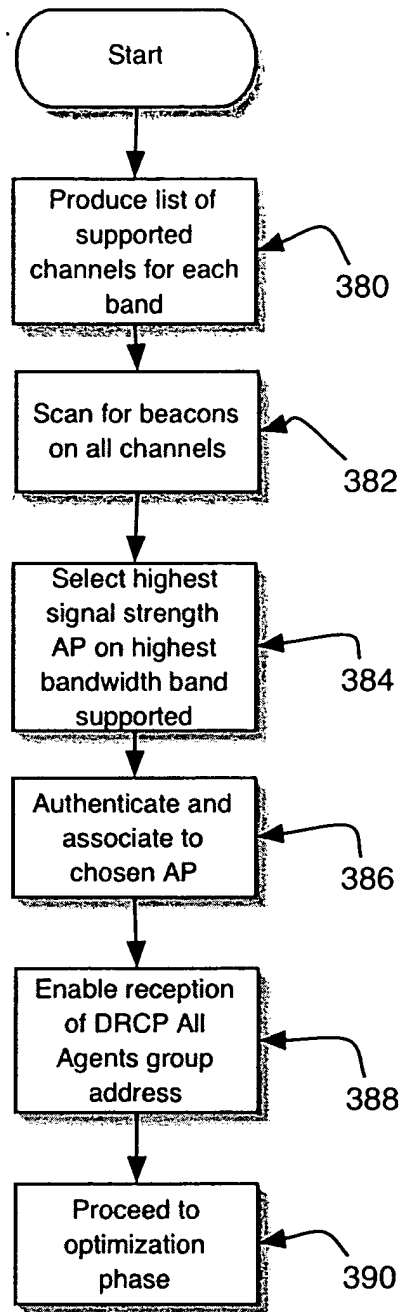 Start
Produce list of
supported
channels for each
band
380
Scan for beacons
on all channels
382
Select highest
signal strength
AP on highest
bandwidth band
supported
384
Authenticate and
associate to
chosen AP
386
Enable reception
of DRCP All
Agents group
address
388
Proceed to
optimization
phase
390